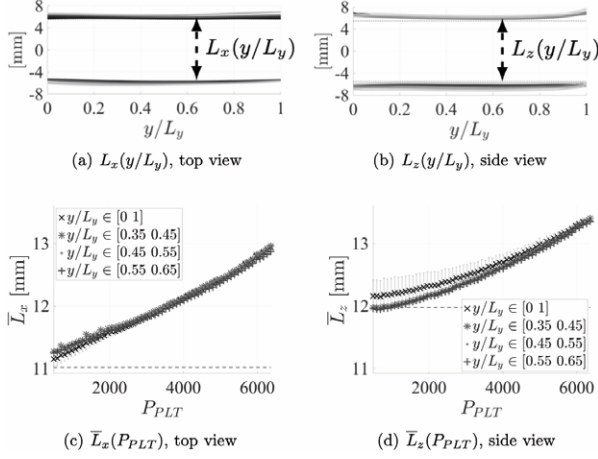 8
4
0
-4
-8
[mm]
L_x(y/L_y)
0 0.2 0.4 0.6 0.8 1
y/L_y
(a) L_x(y/L_y), top view
8
4
0
-4
-8
[mm]
L_z(y/L_y)
0 0.2 0.4 0.6 0.8 1
y/L_y
(b) L_z(y/L_y), side view
×y/L_y ∈ [0 1]
*y/L_y ∈ [0.35 0.45]
y/L_y ∈ [0.45 0.55]
+y/L_y ∈ [0.55 0.65]
13
12
11
L̅_x [mm]
2000 4000 6000
P_PLT
(c) L̅_x(P_PLT), top view
13
12
11
L̅_z [mm]
×y/L_y ∈ [0 1]
*y/L_y ∈ [0.35 0.45]
y/L_y ∈ [0.45 0.55]
+y/L_y ∈ [0.55 0.65]
2000 4000 6000
P_PLT
(d) L̅_z(P_PLT), side view